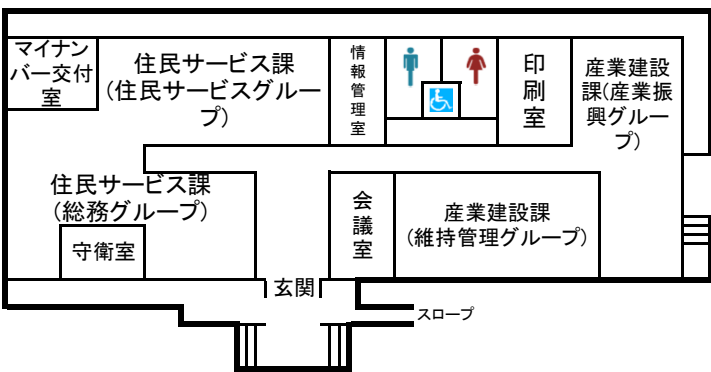 マイナン
バー交付
室
住民サービス課
(住民サービスグルー
プ)
情
報
管
理
室
印
刷
室
産業建設
課(産業振
興グルー
プ)
住民サービス課
(総務グループ)
守衛室
会
議
室
産業建設課
(維持管理グループ)
玄関
スロープ